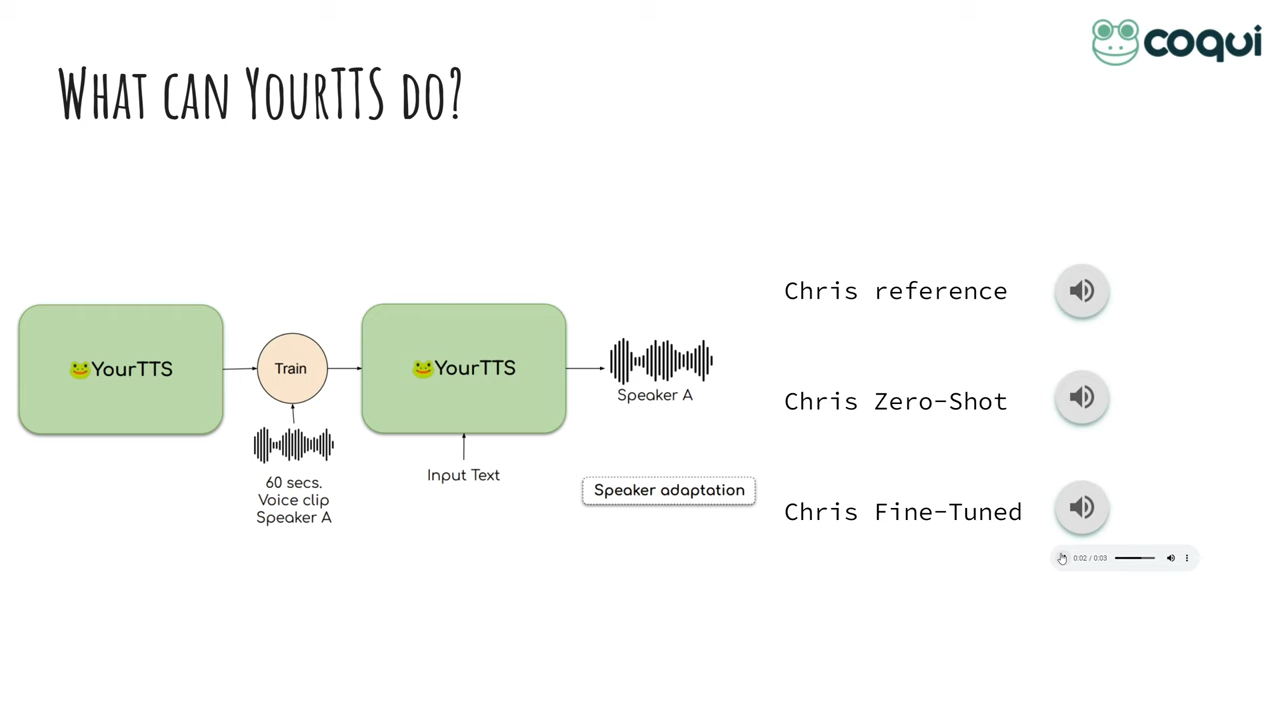 coqui
What can YourTTS do?
YourTTS
Train
YourTTS
Speaker A
60 secs.
Voice clip
Speaker A
Input Text
Speaker adaptation
Chris reference
Chris Zero-Shot
Chris Fine-Tuned
0:02 / 0:03